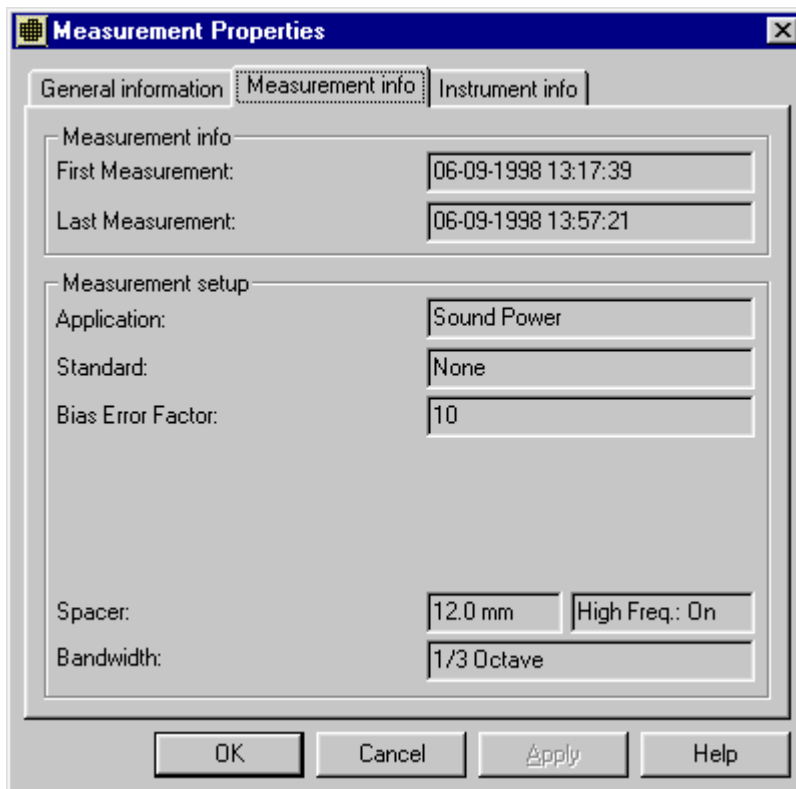 Measurement Properties
General information Measurement info Instrument info
Measurement info
First Measurement: 06-09-1998 13:17:39
Last Measurement: 06-09-1998 13:57:21
Measurement setup
Application: Sound Power
Standard: None
Bias Error Factor: 10
Spacer: 12.0 mm High Freq.: On
Bandwidth: 1/3 Octave
OK Cancel Apply Help